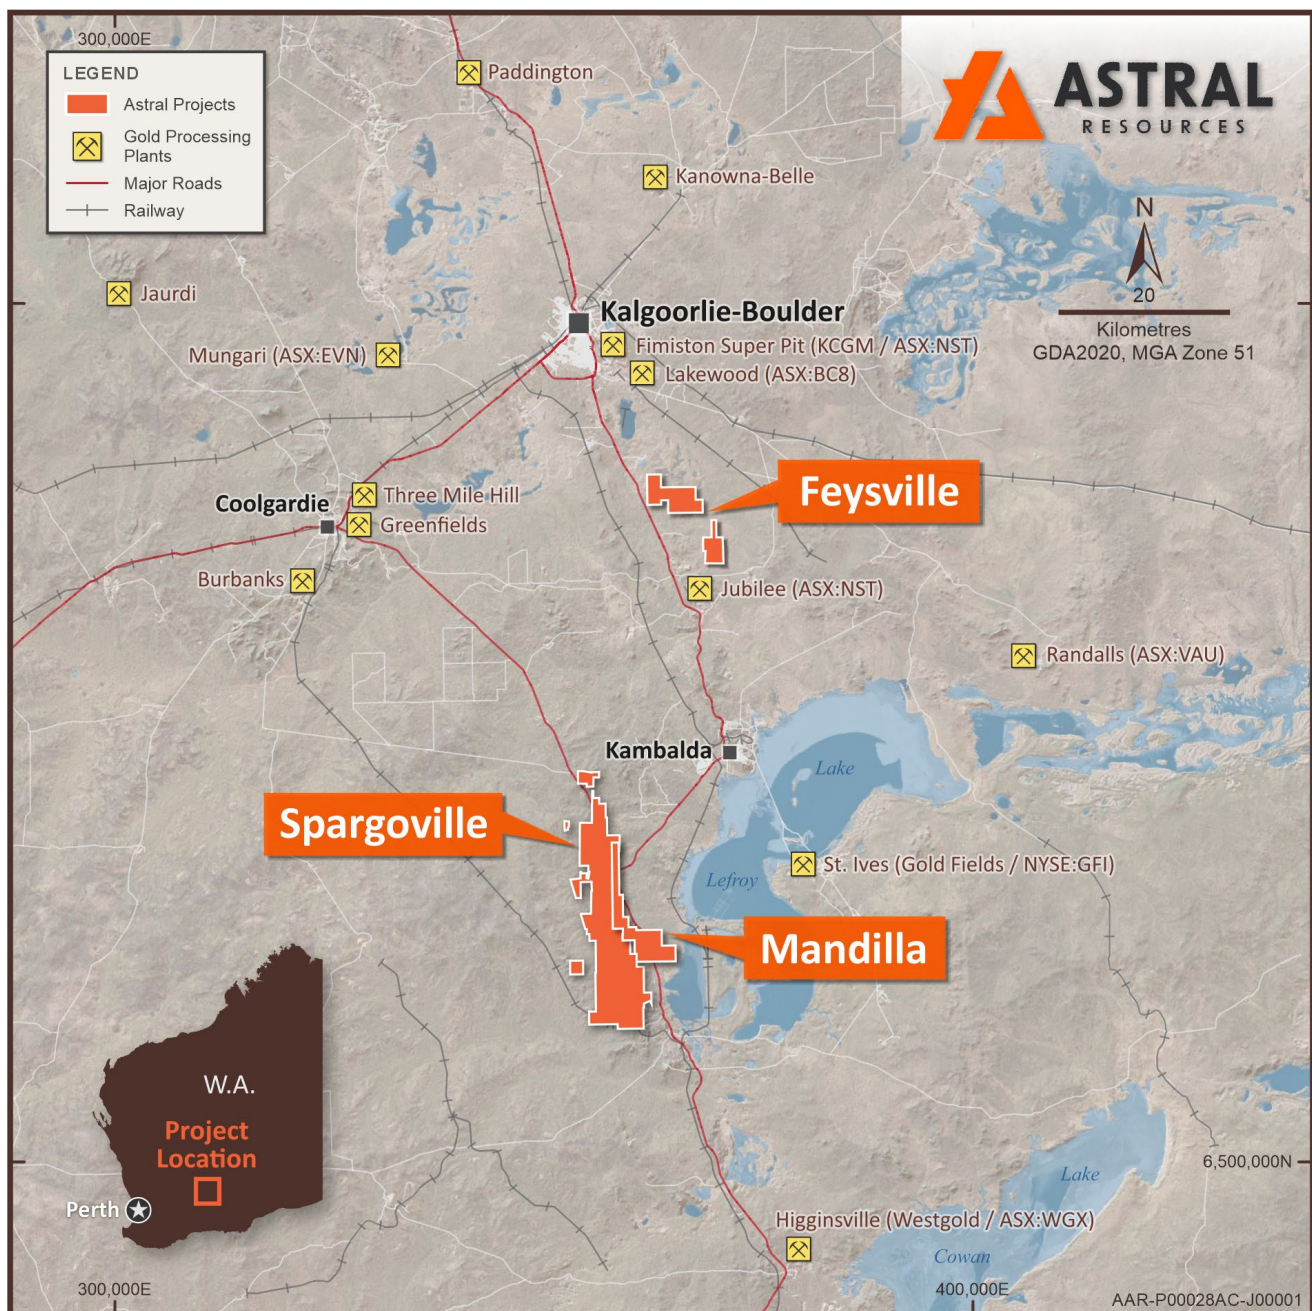 300,000E
LEGEND
Astral Projects
Gold Processing
Plants
Major Roads
Railway
ASTRAL
RESOURCES
Paddington
Kanowna-Belle
N
20
Kilometres
GDA2020, MGA Zone 51
Jaurdi
Kalgoorlie-Boulder
Mungari (ASX:EVN)
Fimiston Super Pit (KCGM / ASX:NST)
Lakewood (ASX:BC8)
Feysville
Coolgardie
Three Mile Hill
Greenfields
Burbanks
Jubilee (ASX:NST)
Randalls (ASX:VAU)
Kambalda
Lake
Spargoville
St. Ives (Gold Fields / NYSE:GFI)
Lefroy
Mandilla
W.A.
Project
Location
Perth
6,500,000N
Lake
Higginsville (Westgold / ASX:WGX)
Cowan
300,000E
400,000E
AAR-P00028AC-J00001